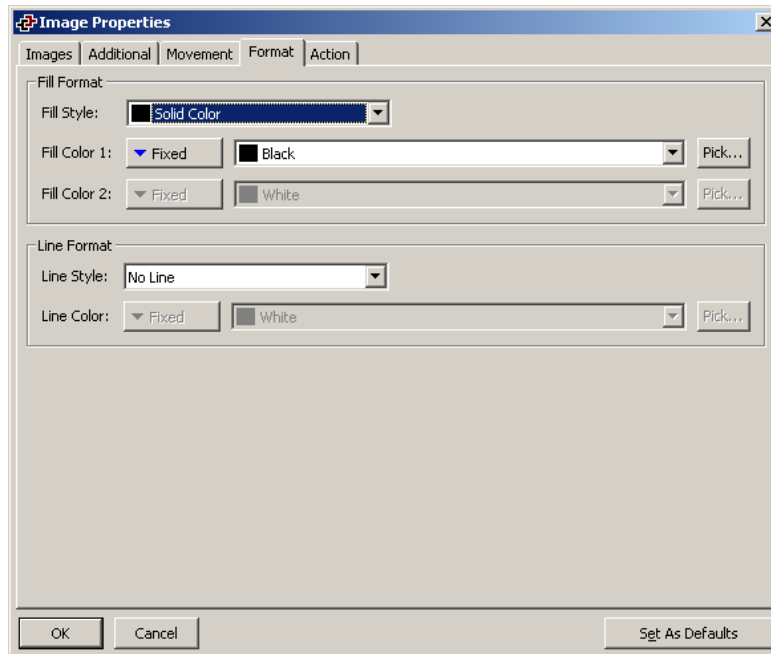 Image Properties
Images Additional Movement Format Action
Fill Format
Fill Style: Solid Color
Fill Color 1: Fixed Black Pick...
Fill Color 2: Fixed White Pick...
Line Format
Line Style: No Line
Line Color: Fixed White Pick...
OK Cancel Set As Defaults